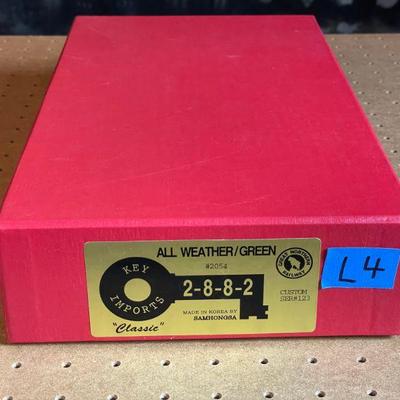 ALL WEATHER/GREEN
#2054
KEY
IMPORTS
"Classic"
2-8-8-2
MADE IN KOREA BY
SAMHONGSA
GREAT NORTHERN
RAILWAY
CUSTOM
SER#123
L4